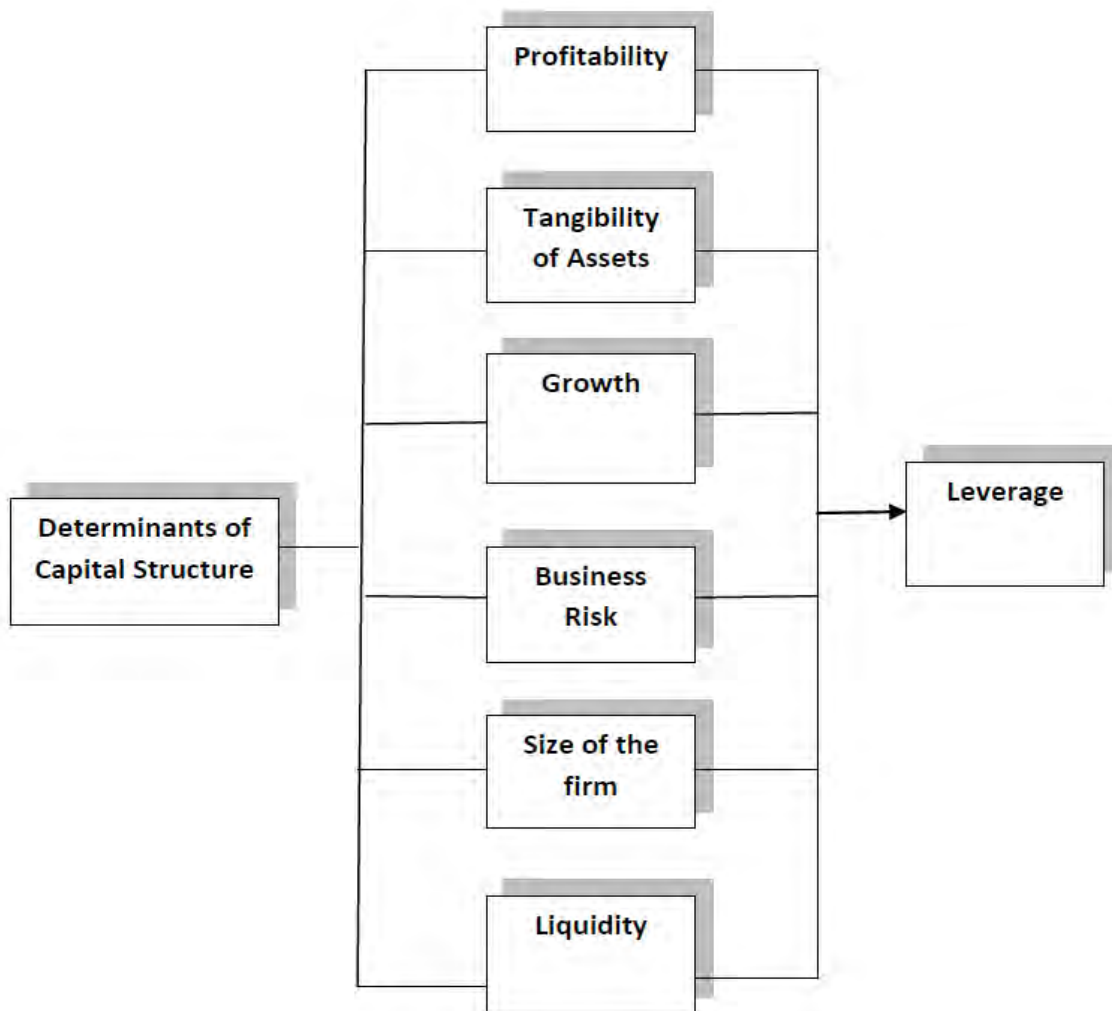 Profitability
Tangibility
of Assets
Growth
Determinants of
Capital Structure
Leverage
Business
Risk
Size of the
firm
Liquidity